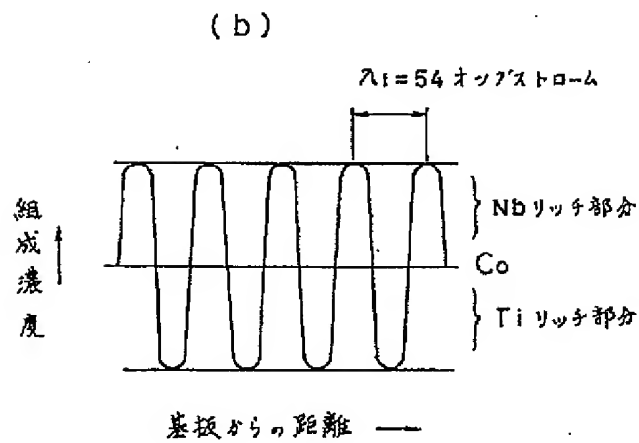 (b)
λt=54 オングストローム
Nbリッチ部分
Co
Tiリッチ部分
組成濃度
基板からの距離